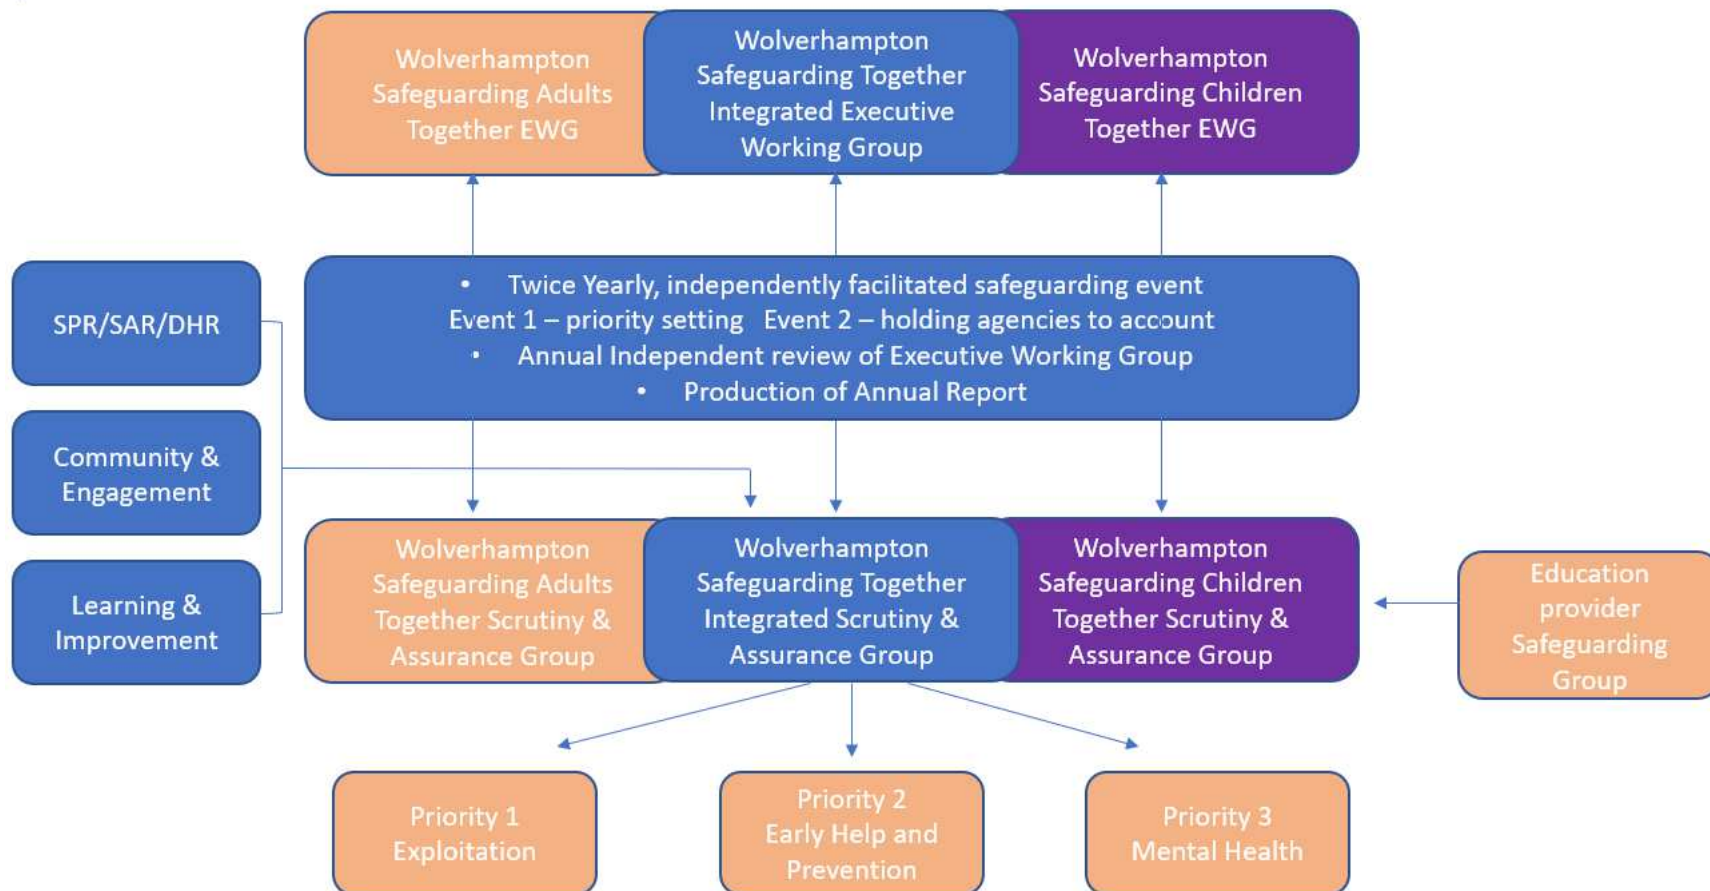 Wolverhampton
Safeguarding Adults
Together EWG
Wolverhampton
Safeguarding Together
Integrated Executive
Working Group
Wolverhampton
Safeguarding Children
Together EWG
SPR/SAR/DHR
Community &
Engagement
Learning &
Improvement
• Twice Yearly, independently facilitated safeguarding event
Event 1 – priority setting Event 2 – holding agencies to account
• Annual Independent review of Executive Working Group
• Production of Annual Report
Wolverhampton
Safeguarding Adults
Together Scrutiny &
Assurance Group
Wolverhampton
Safeguarding Together
Integrated Scrutiny &
Assurance Group
Wolverhampton
Safeguarding Children
Together Scrutiny &
Assurance Group
Education
provider
Safeguarding
Group
Priority 1
Exploitation
Priority 2
Early Help and
Prevention
Priority 3
Mental Health